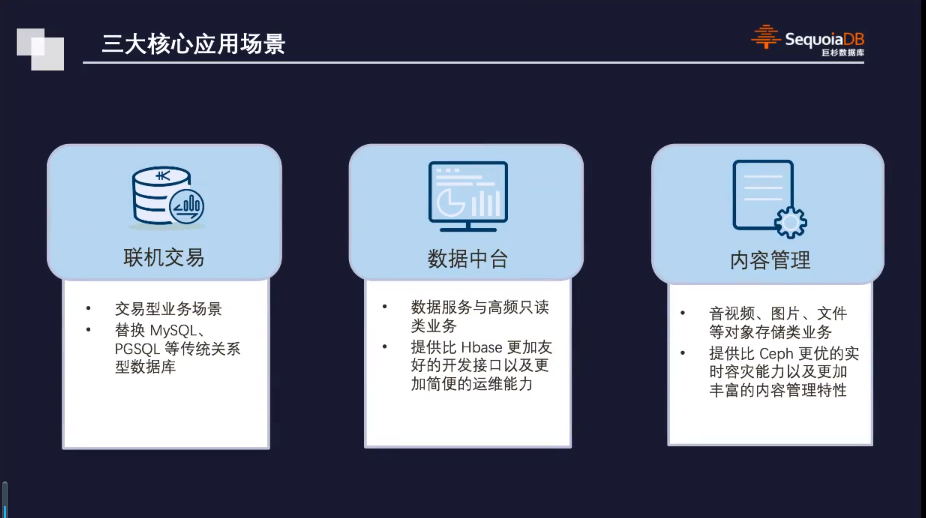 三大核心应用场景
SequoiaDB
巨杉数据库
联机交易
• 交易型业务场景
• 替换 MySQL、
PGSQL 等传统关系
型数据库
数据中台
• 数据服务与高频只读
类业务
• 提供比 Hbase 更加友
好的开发接口以及更
加简便的运维能力
内容管理
• 音视频、图片、文件
等对象存储类业务
• 提供比 Ceph 更优的实
时容灾能力以及更加
丰富的内容管理特性